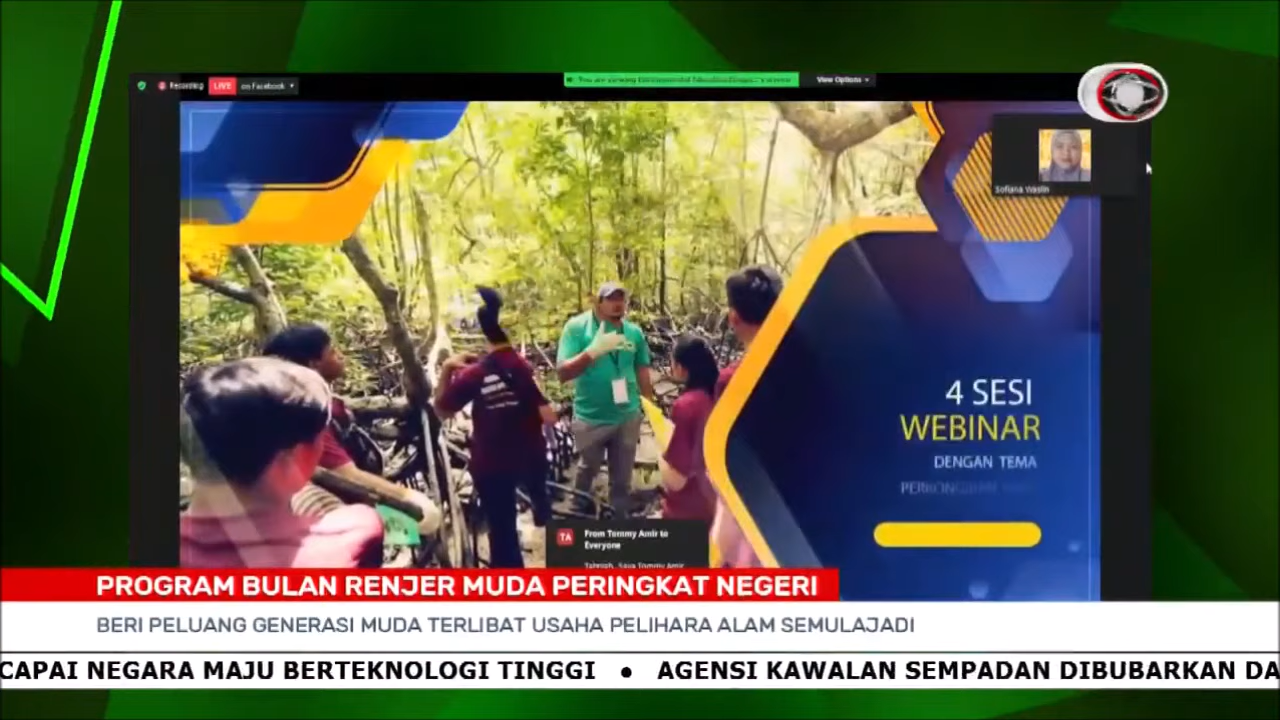 Recording
LIVE on Facebook
View Options
Sofiana Waslin
4 SESI
WEBINAR
DENGAN TEMA
TA
From Tommy Amir to
Everyone
PROGRAM BULAN RENJER MUDA PERINGKAT NEGERI
BERI PELUANG GENERASI MUDA TERLIBAT USAHA PELIHARA ALAM SEMULAJADI
CAPAI NEGARA MAJU BERTEKNOLOGI TINGGI ● AGENSI KAWALAN SEMPADAN DIBUBARKAN DA